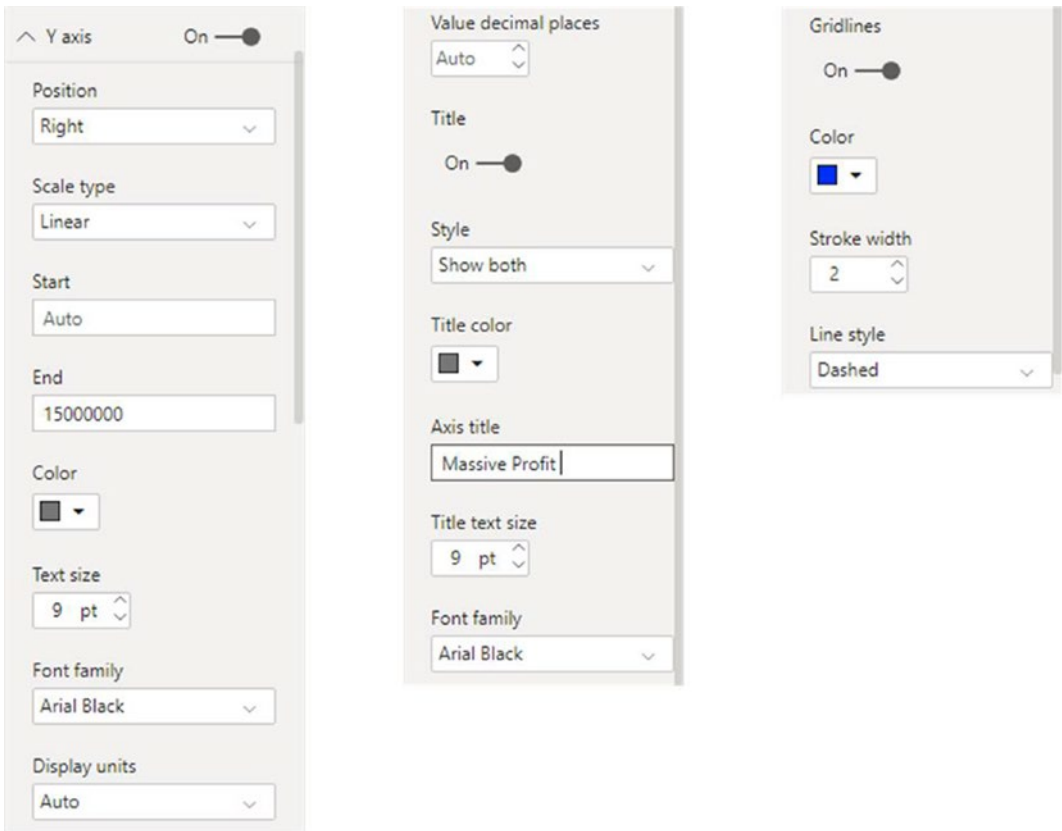 Y axis On
Position
Right
Scale type
Linear
Start
Auto
End
15000000
Color
Text size
9 pt
Font family
Arial Black
Display units
Auto
Value decimal places
Auto
Title
On
Style
Show both
Title color
Axis title
Massive Profit
Title text size
9 pt
Font family
Arial Black
Gridlines
On
Color
Stroke width
2
Line style
Dashed